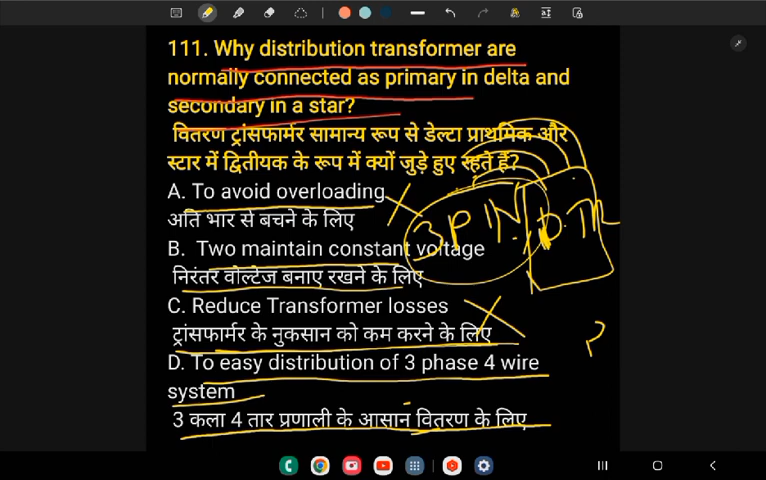 111. Why distribution transformer are
normally connected as primary in delta and
secondary in a star?
वितरण ट्रांसफार्मर सामान्य रूप से डेल्टा प्राथमिक और
स्टार में द्वितीयक के रूप में क्यों जुड़े हुए रहते हैं?
A. To avoid overloading
अति भार से बचने के लिए
B. Two maintain constant voltage
निरंतर वोल्टेज बनाए रखने के लिए
C. Reduce Transformer losses
ट्रांसफार्मर के नुकसान को कम करने के लिए
D. To easy distribution of 3 phase 4 wire
system
3 कला 4 तार प्रणाली के आसान वितरण के लिए
3PIN
D.TR